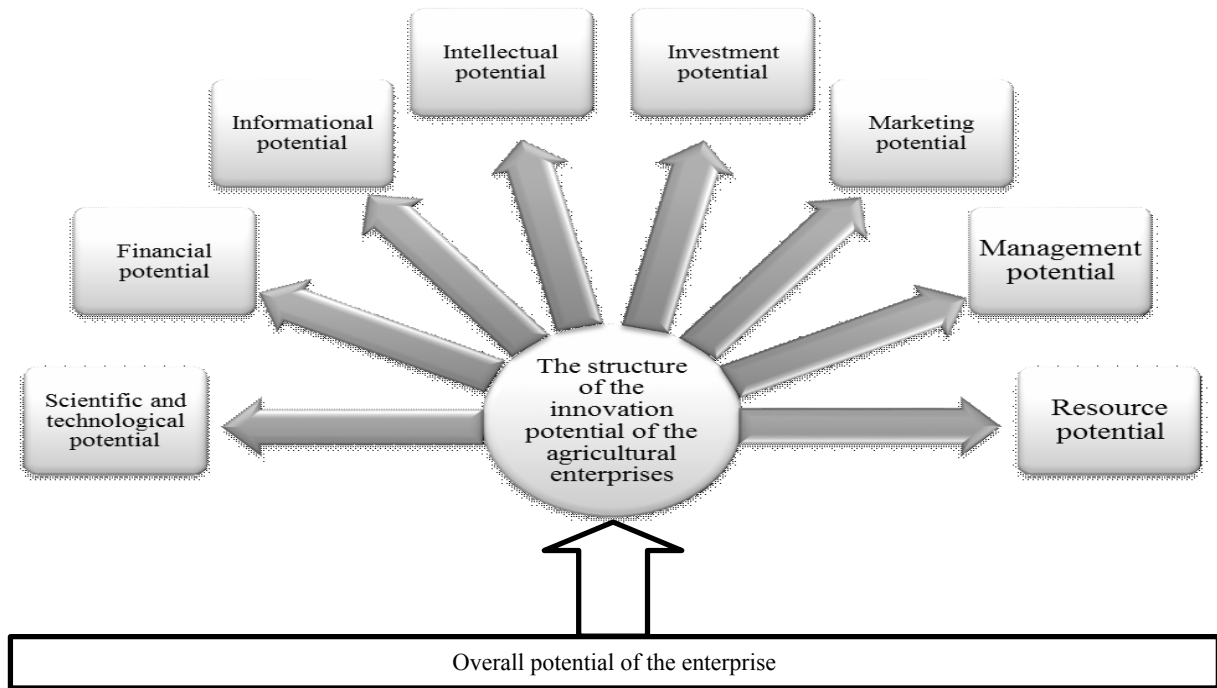 Intellectual
potential
Investment
potential
Informational
potential
Marketing
potential
Financial
potential
Management
potential
Scientific and
technological
potential
The structure
of the
innovation
potential of the
agricultural
enterprises
Resource
potential
Overall potential of the enterprise